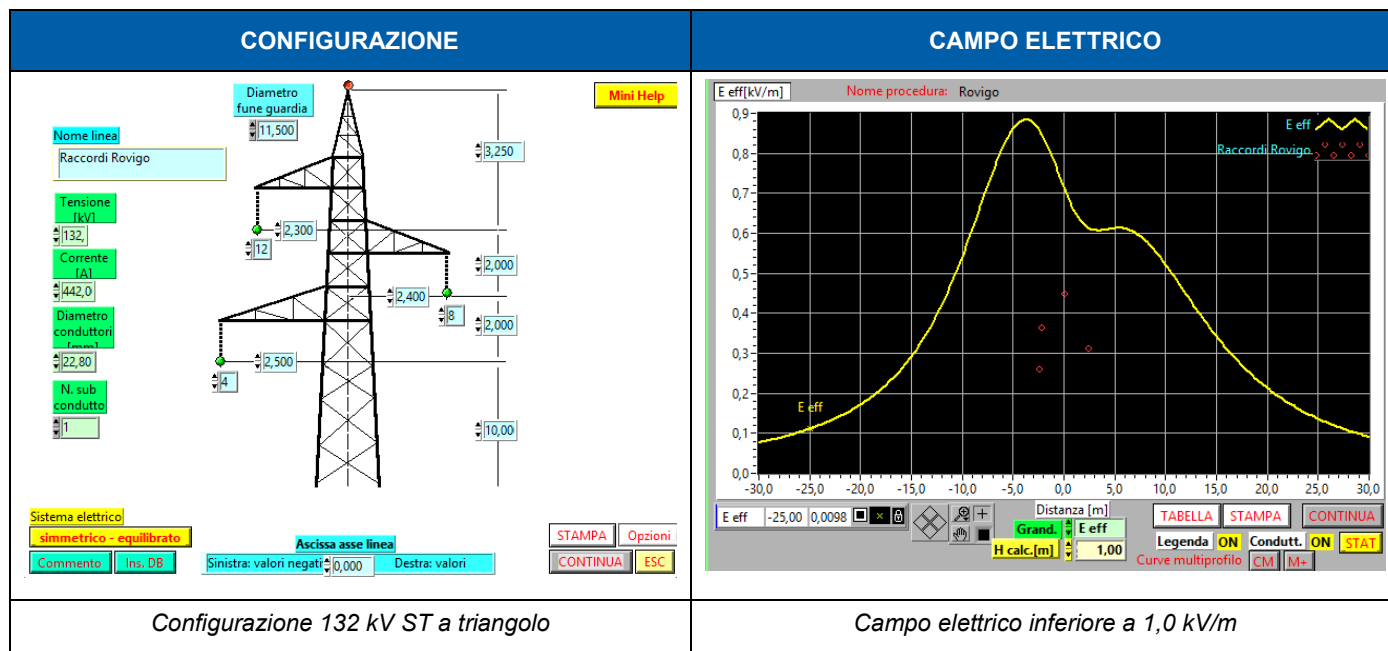 CONFIGURAZIONE
CAMPO ELETTRICO
Diametro
fune guardia
11,500
Mini Help
Nome linea
Raccordi Rovigo
3,250
Tensione
[kV]
132,
2,300
12
Corrente
[A]
442,0
2,000
2,400
8
Diametro
conduttori
[mm]
22,80
2,000
2,500
4
N. sub
condutto
1
10,00
Sistema elettrico
simmetrico - equilibrato
Commento
Ins. DB
Ascissa asse linea
Sinistra: valori negati
0,000
Destra: valori
STAMPA
Opzioni
CONTINUA
ESC
E eff[kV/m]
Nome procedura: Rovigo
0,9
0,8
0,7
0,6
0,5
0,4
0,3
0,2
0,1
0,0
E eff
Raccordi Rovigo
E eff
-30,0 -25,0 -20,0 -15,0 -10,0 -5,0 0,0 5,0 10,0 15,0 20,0 25,0 30,0
Distanza [m]
E eff -25,00 0,0098
Grand. E eff
H calc.[m] 1,00
TABELLA STAMPA CONTINUA
Legenda ON Condutt. ON STAT
Curve multiprofilo CM M+
Configurazione 132 kV ST a triangolo
Campo elettrico inferiore a 1,0 kV/m